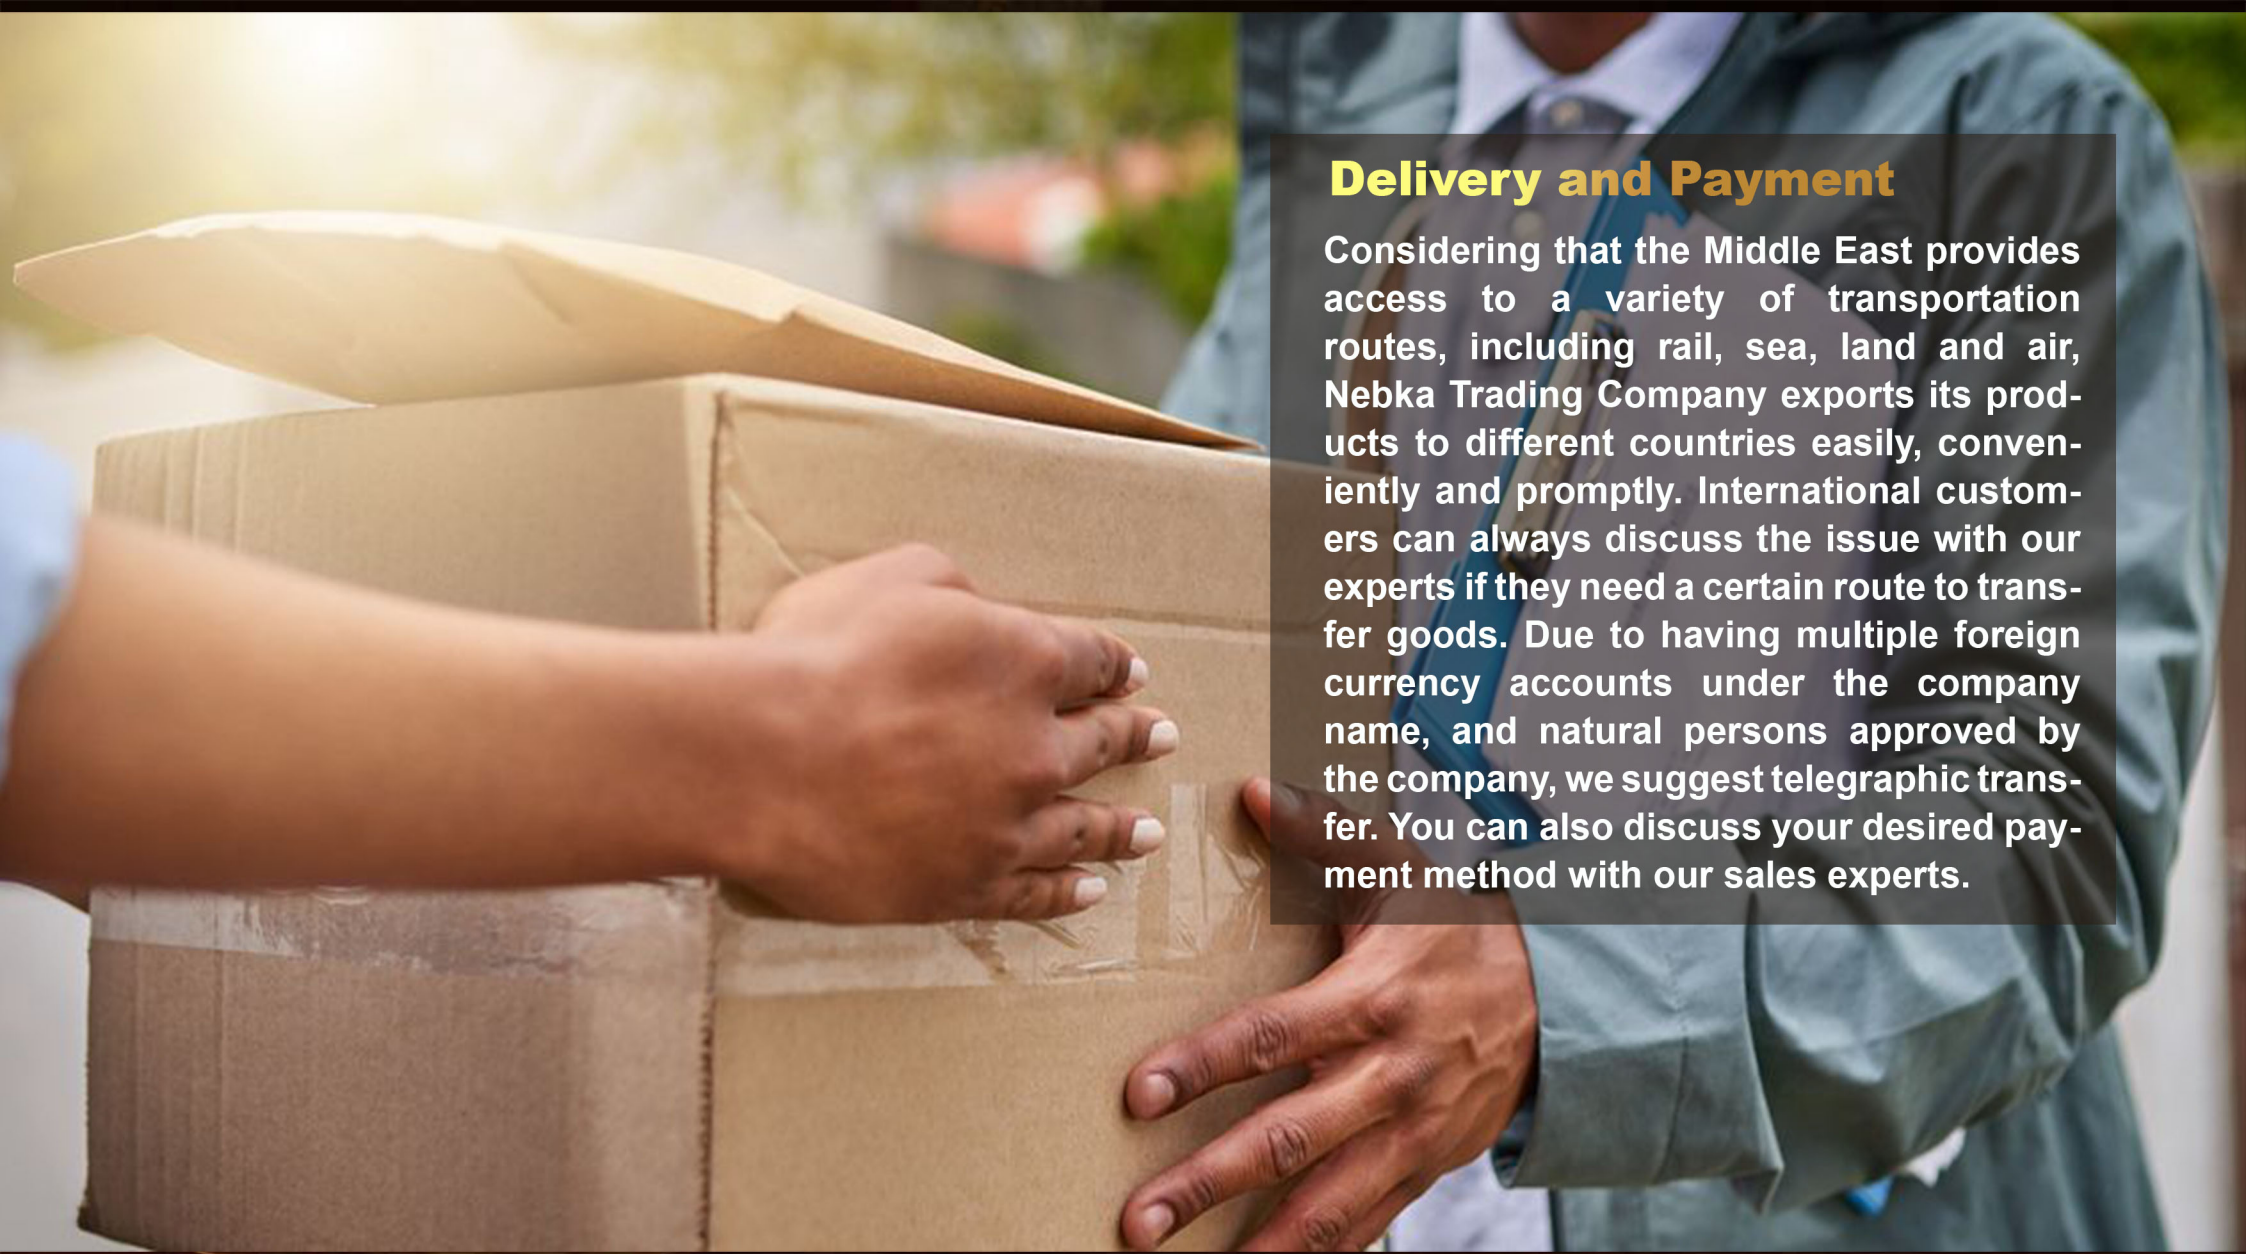 Delivery and Payment
Considering that the Middle East provides
access to a variety of transportation
routes, including rail, sea, land and air,
Nebka Trading Company exports its prod-
ucts to different countries easily, conven-
iently and promptly. International custom-
ers can always discuss the issue with our
experts if they need a certain route to trans-
fer goods. Due to having multiple foreign
currency accounts under the company
name, and natural persons approved by
the company, we suggest telegraphic trans-
fer. You can also discuss your desired pay-
ment method with our sales experts.